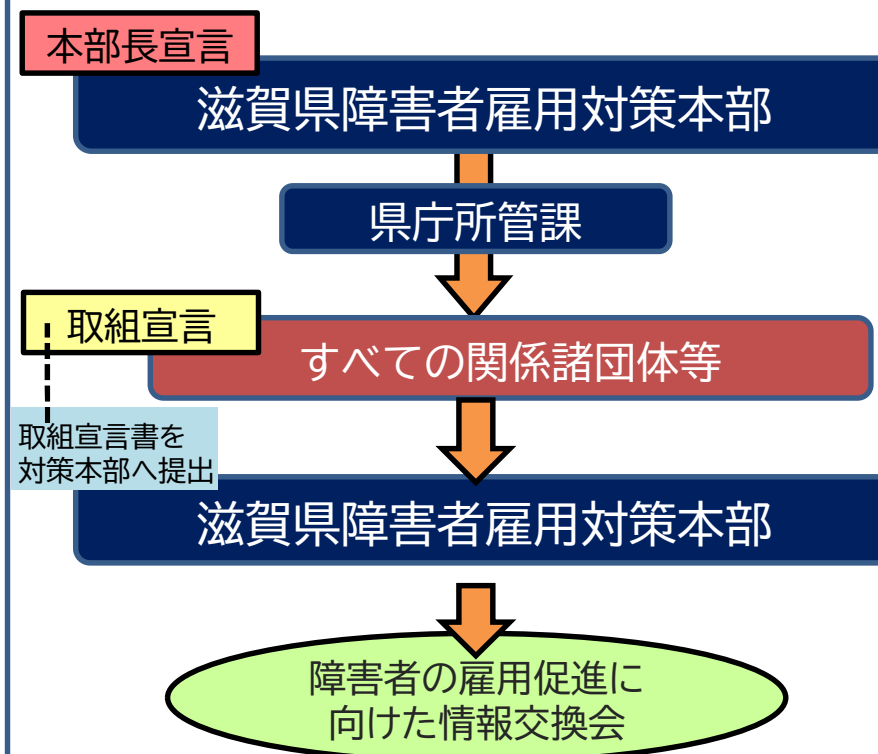 本部長宣言
滋賀県障害者雇用対策本部
県庁所管課
取組宣言
すべての関係諸団体等
取組宣言書を
対策本部へ提出
滋賀県障害者雇用対策本部
障害者の雇用促進に
向けた情報交換会